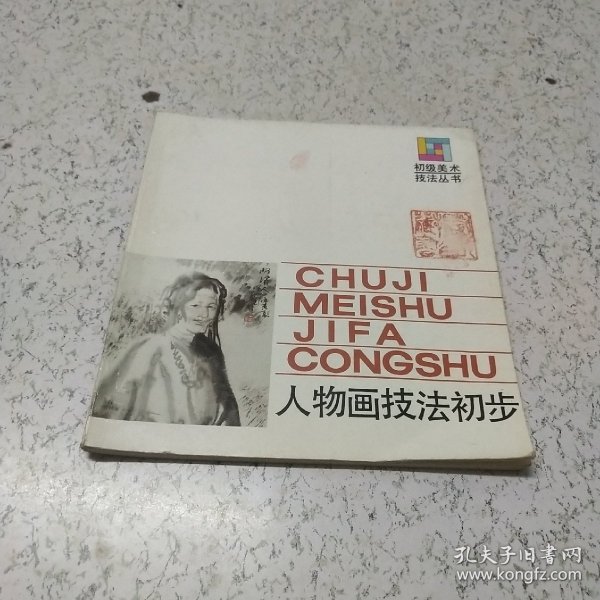 初级美术
技法丛书
CHUJI
MEISHU
JIFA
CONGSHU
人物画技法初步
孔夫子旧书网
www.kongfz.com